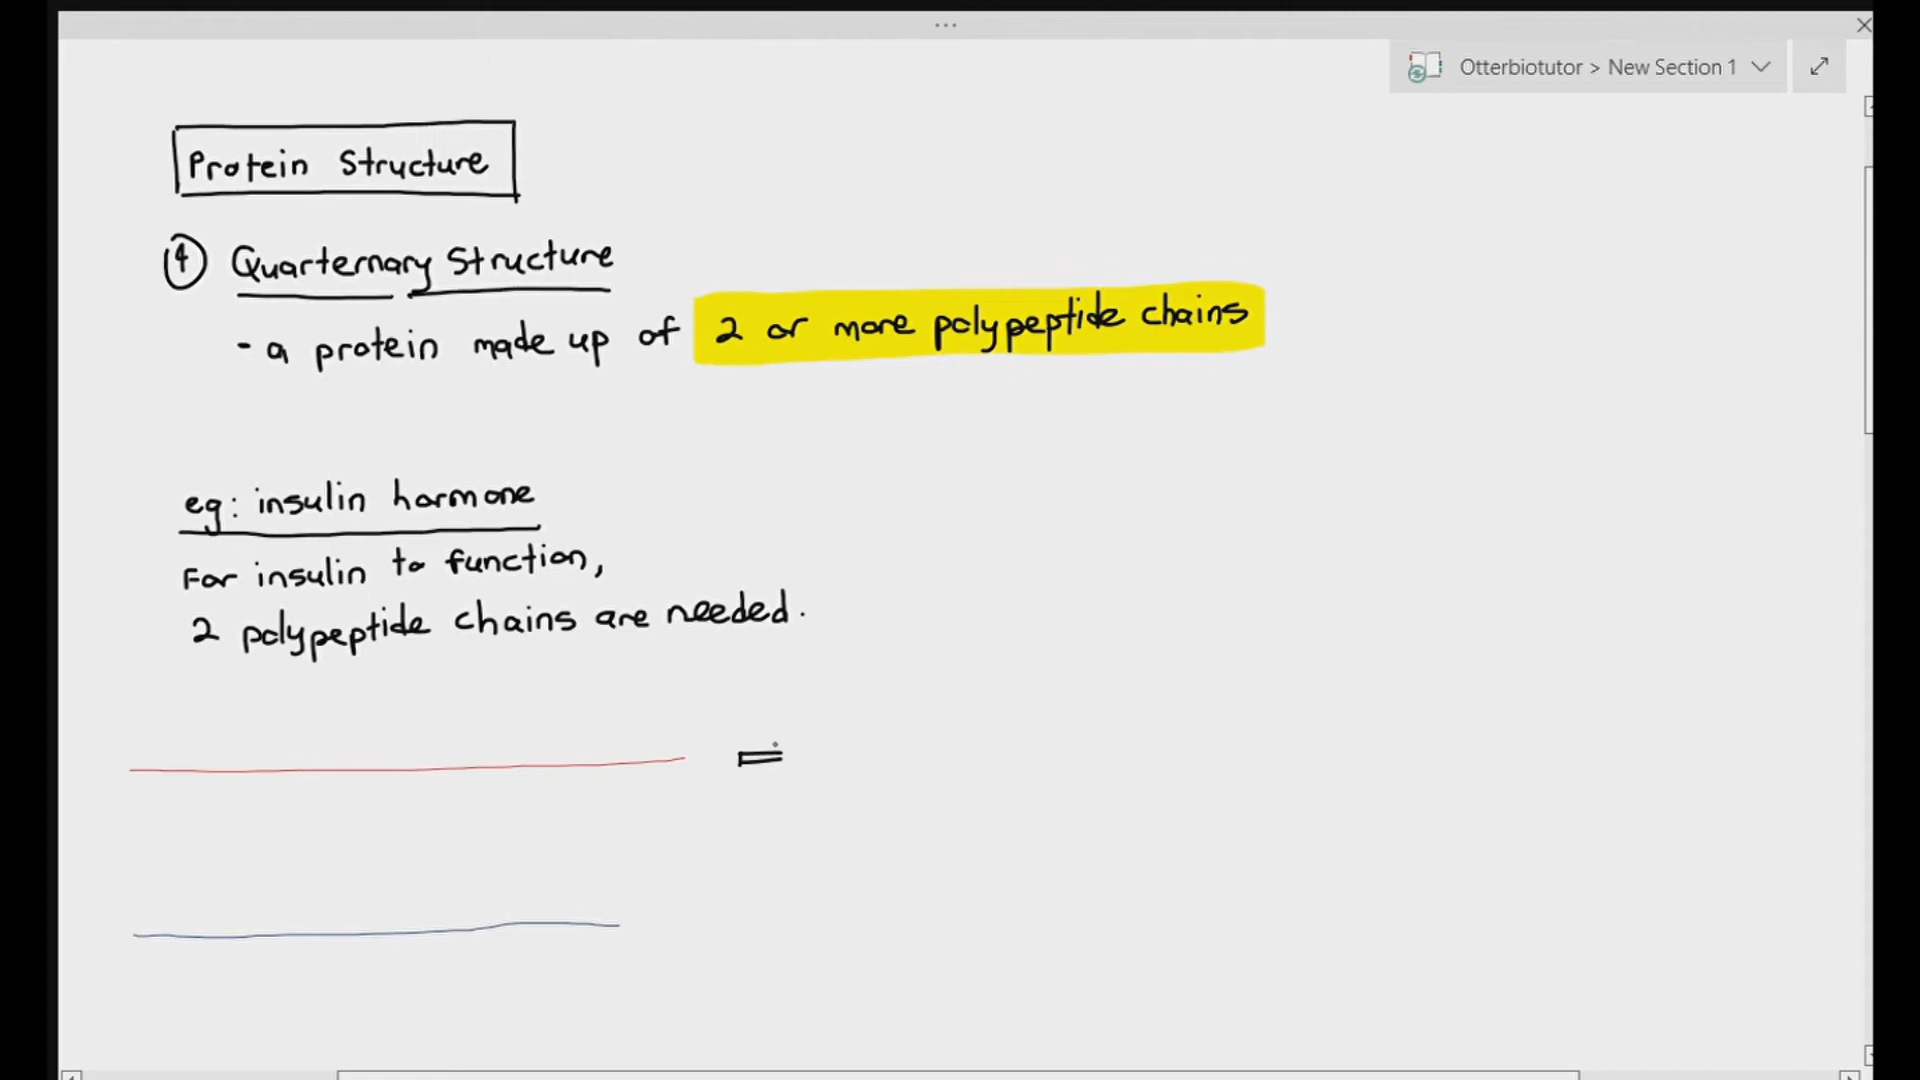 Otterbiotutor > New Section 1
Protein Structure
4 Quarternary Structure
- a protein made up of 2 or more polypeptide chains
eg: insulin hormone
For insulin to function,
2 polypeptide chains are needed.
=